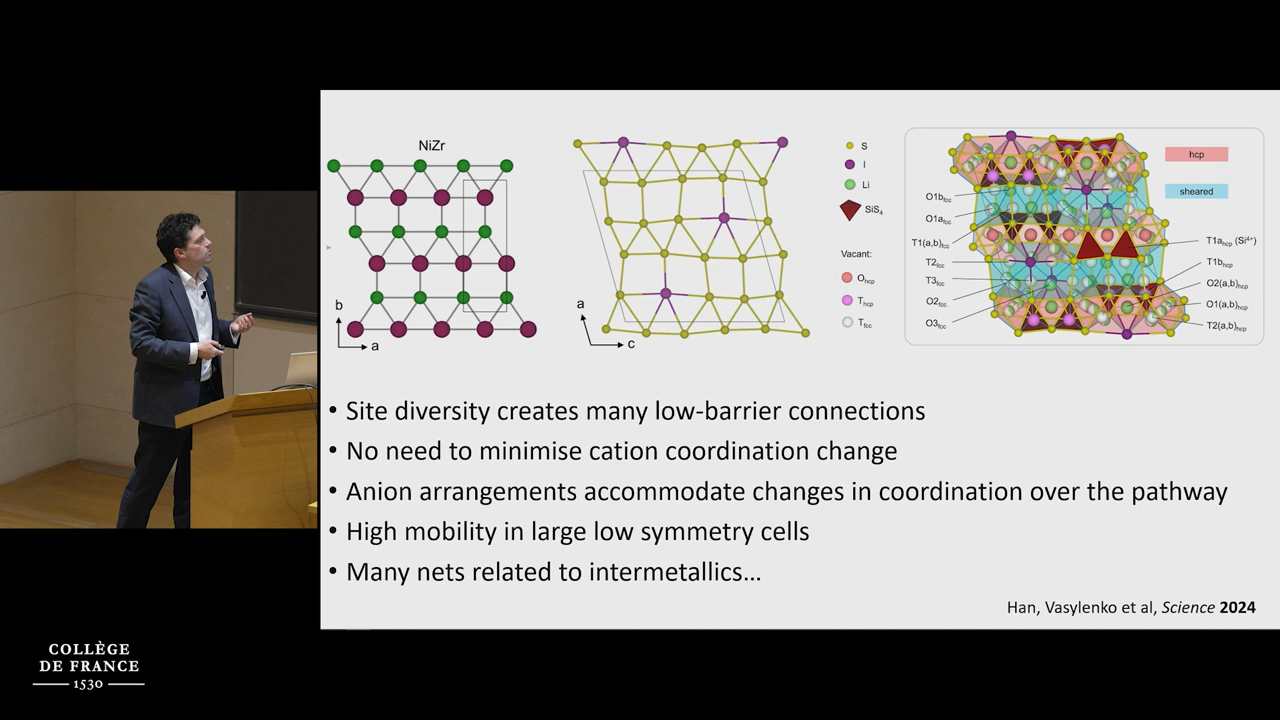 NiZr
b
a
a
c
S
I
Li
SiS₄
Vacant:
Ohcp
Thcp
Tfcc
hcp
sheared
O1bfcc
O1afcc
T1(a,b)fcc
T2fcc
T3fcc
O2fcc
O3fcc
T1ahcp (Si⁴⁺)
T1bhcp
O2(a,b)hcp
O1(a,b)hcp
T2(a,b)hcp
• Site diversity creates many low-barrier connections
• No need to minimise cation coordination change
• Anion arrangements accommodate changes in coordination over the pathway
• High mobility in large low symmetry cells
• Many nets related to intermetallics...
Han, Vasylenko et al, Science 2024
COLLÈGE
DE FRANCE
1530